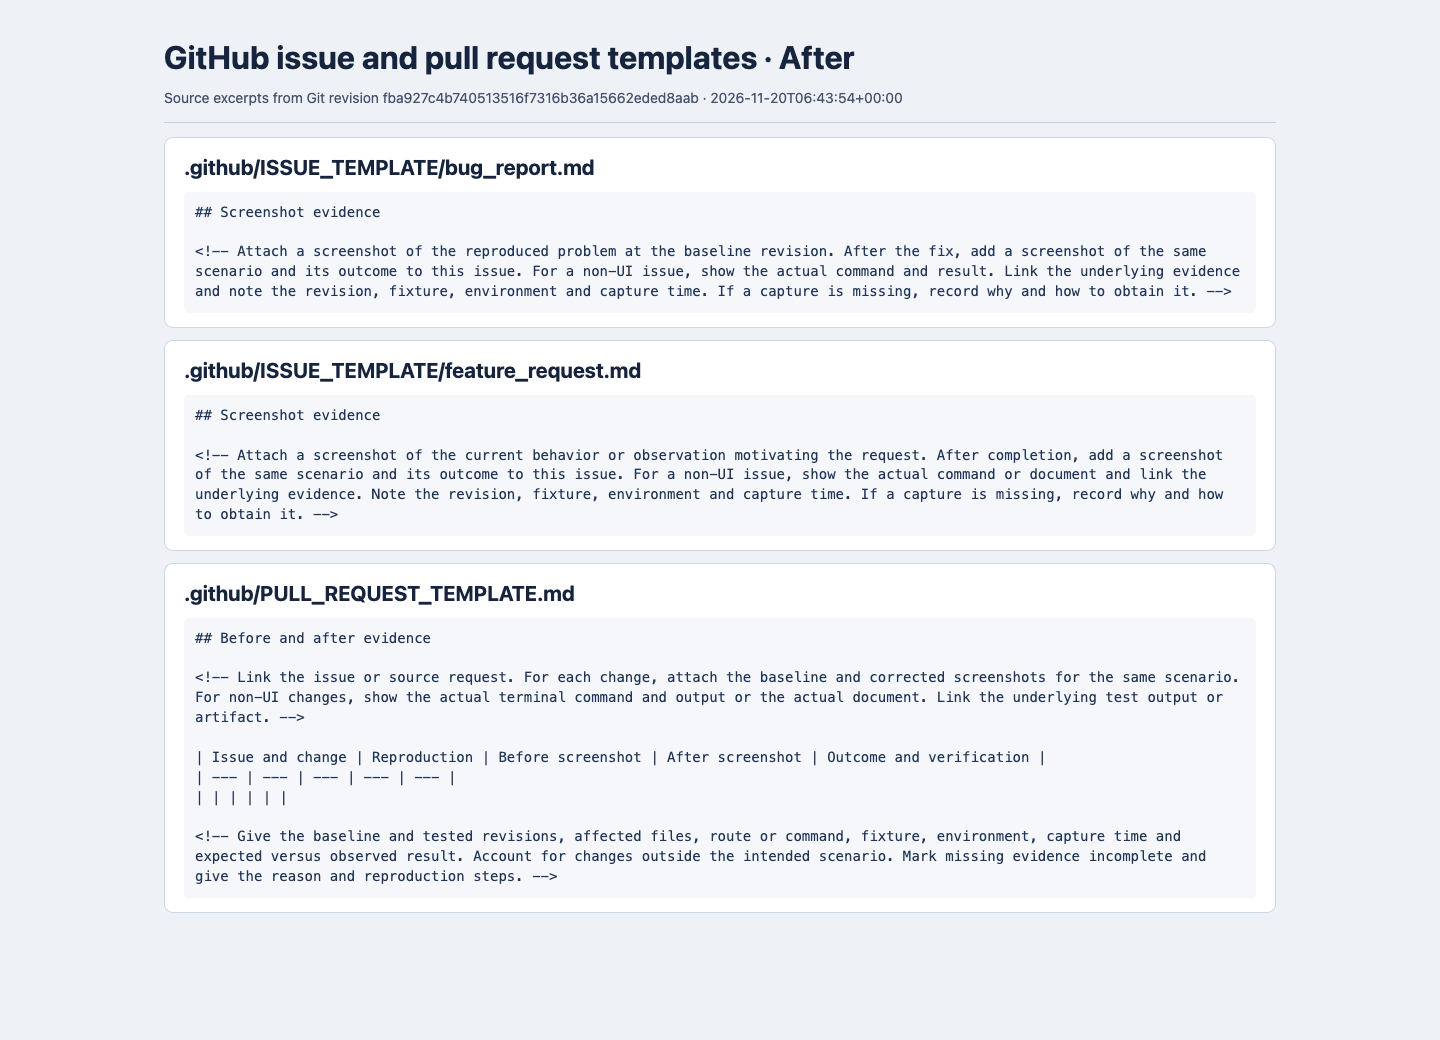 GitHub issue and pull request templates · After
Source excerpts from Git revision fba927c4b740513516f7316b36a15662eded8aab · 2026-11-20T06:43:54+00:00
.github/ISSUE_TEMPLATE/bug_report.md
## Screenshot evidence
<!-- Attach a screenshot of the reproduced problem at the baseline revision. After the fix, add a screenshot of the same
scenario and its outcome to this issue. For a non-UI issue, show the actual command and result. Link the underlying evidence
and note the revision, fixture, environment and capture time. If a capture is missing, record why and how to obtain it. -->
.github/ISSUE_TEMPLATE/feature_request.md
## Screenshot evidence
<!-- Attach a screenshot of the current behavior or observation motivating the request. After completion, add a screenshot
of the same scenario and its outcome to this issue. For a non-UI issue, show the actual command or document and link the
underlying evidence. Note the revision, fixture, environment and capture time. If a capture is missing, record why and how
to obtain it. -->
.github/PULL_REQUEST_TEMPLATE.md
## Before and after evidence
<!-- Link the issue or source request. For each change, attach the baseline and corrected screenshots for the same scenario.
For non-UI changes, show the actual terminal command and output or the actual document. Link the underlying test output or
artifact. -->
| Issue and change | Reproduction | Before screenshot | After screenshot | Outcome and verification |
| --- | --- | --- | --- | --- |
| | | | | |
<!-- Give the baseline and tested revisions, affected files, route or command, fixture, environment, capture time and
expected versus observed result. Account for changes outside the intended scenario. Mark missing evidence incomplete and
give the reason and reproduction steps. -->